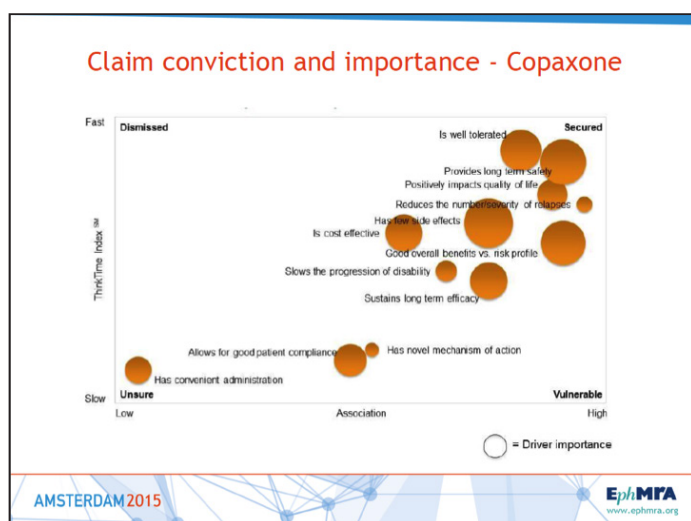 Claim conviction and importance - Copaxone
Fast
Dismissed
Secured
Is well tolerated
Provides long term safety
Positively impacts quality of life
Reduces the number/severity of relapses
Has few side effects
Is cost effective
Good overall benefits vs. risk profile
Slows the progression of disability
Sustains long term efficacy
ThinkTime Index SM
Allows for good patient compliance
Has novel mechanism of action
Has convenient administration
Slow
Unsure
Vulnerable
Low
Association
High
= Driver importance
AMSTERDAM2015
EphMRA
www.ephmra.org